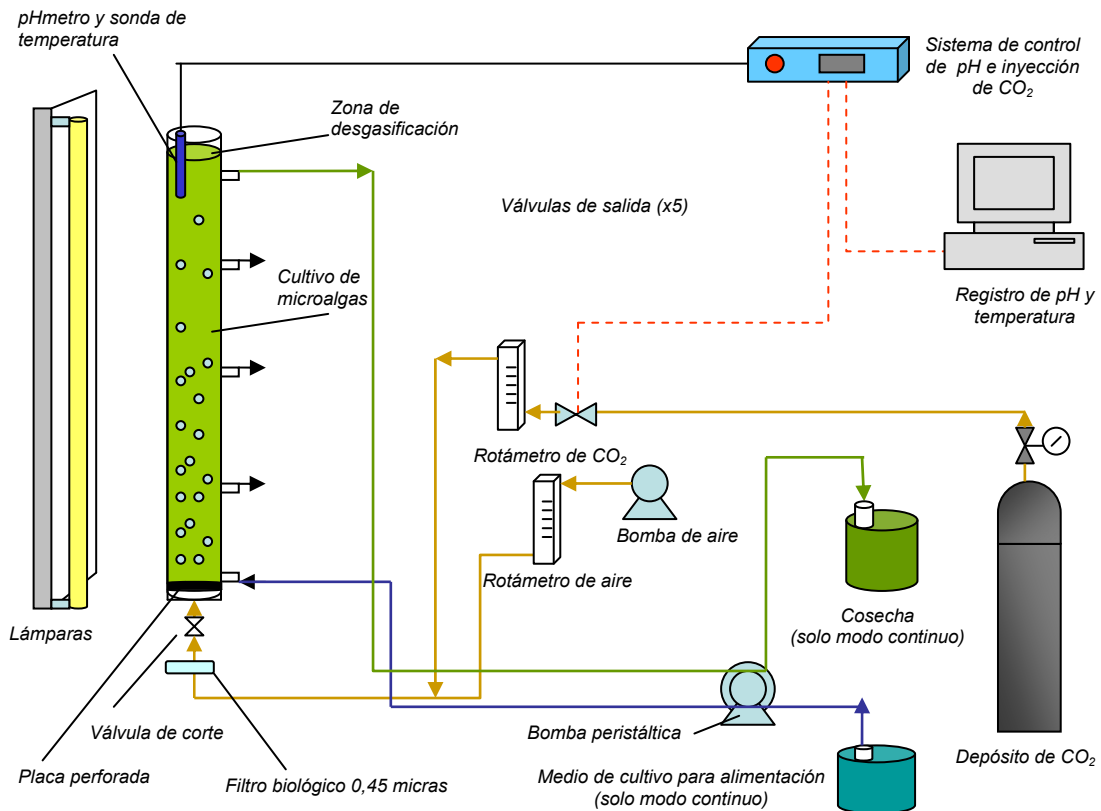 pHmetro y sonda de
temperatura
Sistema de control
de pH e inyección
de CO₂
Zona de
desgasificación
Válvulas de salida (x5)
Cultivo de
microalgas
Registro de pH y
temperatura
Rotámetro de CO₂
Bomba de aire
Rotámetro de aire
Cosecha
(solo modo continuo)
Lámparas
Válvula de corte
Bomba peristáltica
Depósito de CO₂
Placa perforada
Filtro biológico 0,45 micras
Medio de cultivo para alimentación
(solo modo continuo)